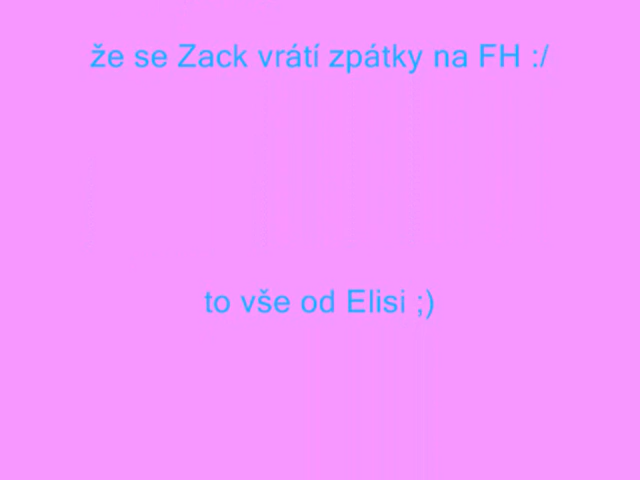 že se Zack vrátí zpátky na FH :/
to vše od Elisi ;)